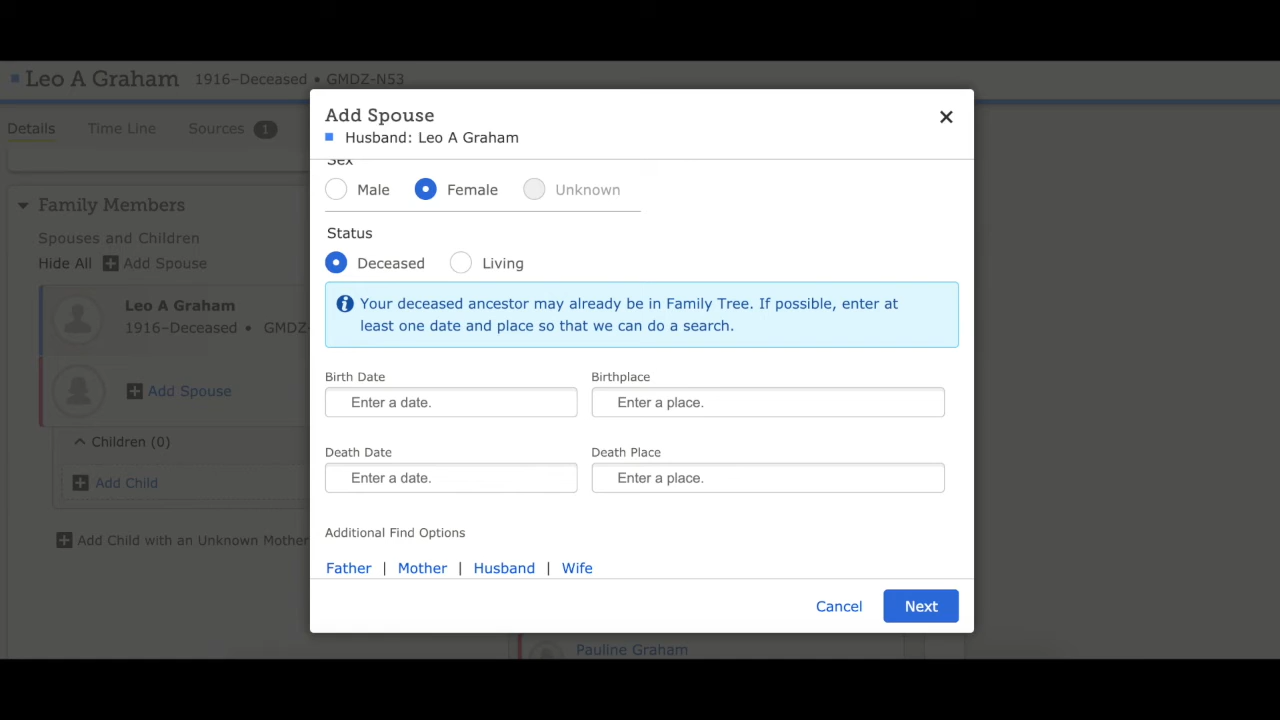 Leo A Graham 1916–Deceased • GMDZ-N53
Details Time Line Sources 1
Family Members
Spouses and Children
Hide All Add Spouse
Leo A Graham
1916–Deceased • GMDZ-
Add Spouse
Children (0)
Add Child
Add Child with an Unknown Mother
Add Spouse
Husband: Leo A Graham
Sex
Male Female Unknown
Status
Deceased Living
Your deceased ancestor may already be in Family Tree. If possible, enter at
least one date and place so that we can do a search.
Birth Date Birthplace
Enter a date. Enter a place.
Death Date Death Place
Enter a date. Enter a place.
Additional Find Options
Father | Mother | Husband | Wife
Cancel Next
Pauline Graham